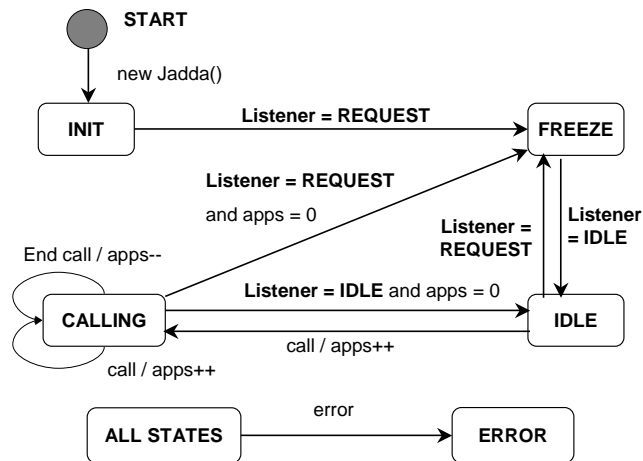 START
new Jadda()
INIT
Listener = REQUEST
FREEZE
Listener = REQUEST
and apps = 0
Listener =
REQUEST
Listener
= IDLE
End call / apps--
CALLING
Listener = IDLE and apps = 0
IDLE
call / apps++
call / apps++
ALL STATES
error
ERROR